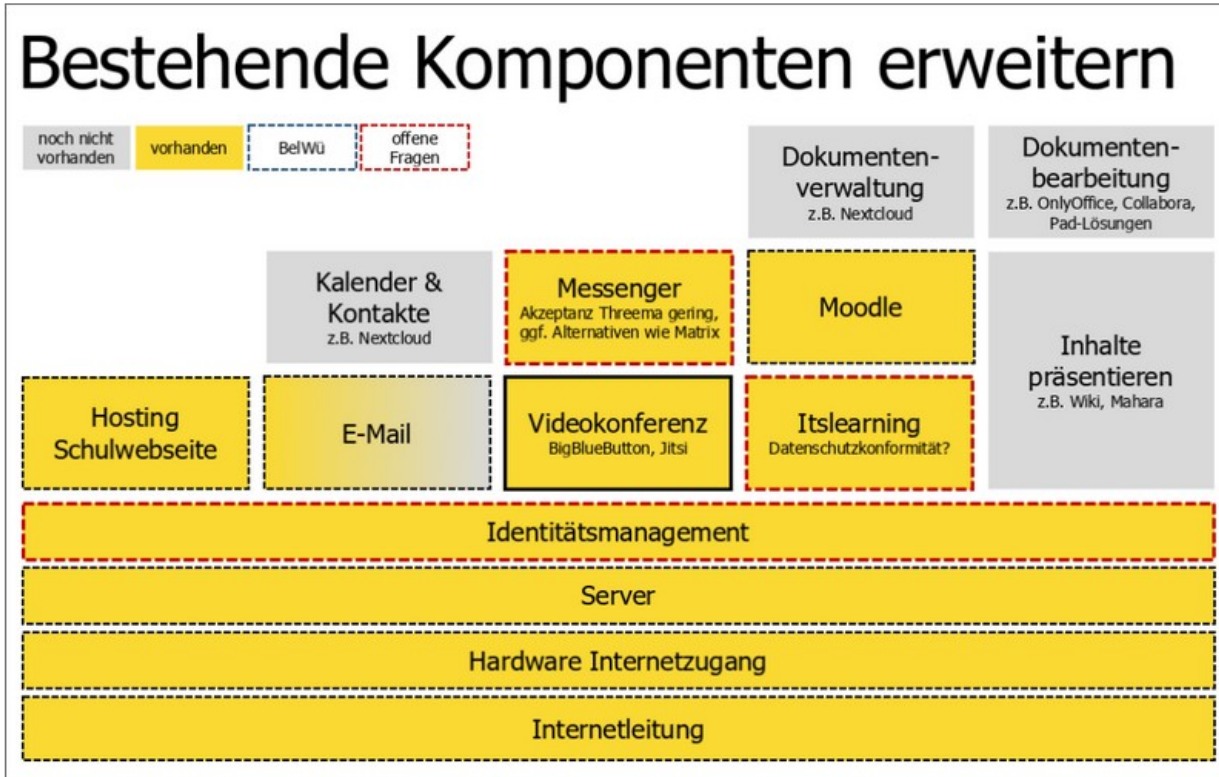 Bestehende Komponenten erweitern
noch nicht
vorhanden
vorhanden
BelWü
offene
Fragen
Dokumenten-
verwaltung
z.B. Nextcloud
Dokumenten-
bearbeitung
z.B. OnlyOffice, Collabora,
Pad-Lösungen
Kalender &
Kontakte
z.B. Nextcloud
Messenger
Akzeptanz Threema gering,
ggf. Alternativen wie Matrix
Moodle
Inhalte
präsentieren
z.B. Wiki, Mahara
Hosting
Schulwebseite
E-Mail
Videokonferenz
BigBlueButton, Jitsi
Itslearning
Datenschutzkonformität?
Identitätsmanagement
Server
Hardware Internetzugang
Internetleitung